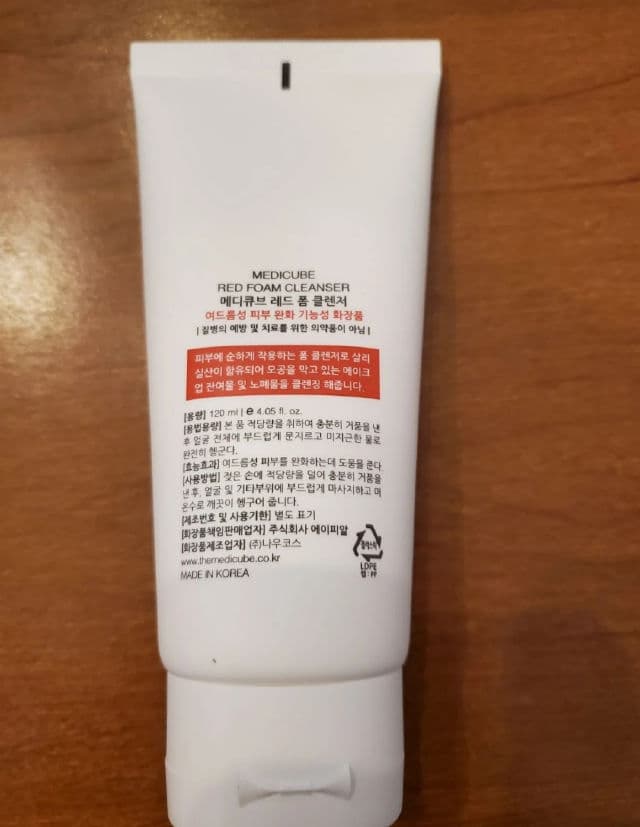 MEDICUBE
RED FOAM CLEANSER
메디큐브 레드 폼 클렌저
여드름성 피부 완화 기능성 화장품
| 질병의 예방 및 치료를 위한 의약품이 아님 |
피부에 순하게 작용하는 폼 클렌저로 살리
실산이 함유되어 모공을 막고 있는 메이크
업 잔여물 및 노폐물을 클렌징 해줍니다.
[용량] 120 ml | e 4.05 fl. oz.
[용법용량] 본 품 적당량을 취하여 충분히 거품을 낸
후 얼굴 전체에 부드럽게 문지르고 미지근한 물로
완전히 헹군다.
[효능효과] 여드름성 피부를 완화하는데 도움을 준다.
[사용방법] 젖은 손에 적당량을 덜어 충분히 거품을
낸 후, 얼굴 및 기타부위에 부드럽게 마사지하고 미
온수로 깨끗이 헹구어 줍니다.
[제조번호 및 사용기한] 별도 표기
[화장품책임판매업자] 주식회사 에이피알
[화장품제조업자] (주)나우코스
www.themedicube.co.kr
MADE IN KOREA
플라스틱
LDPE
캡 : PP